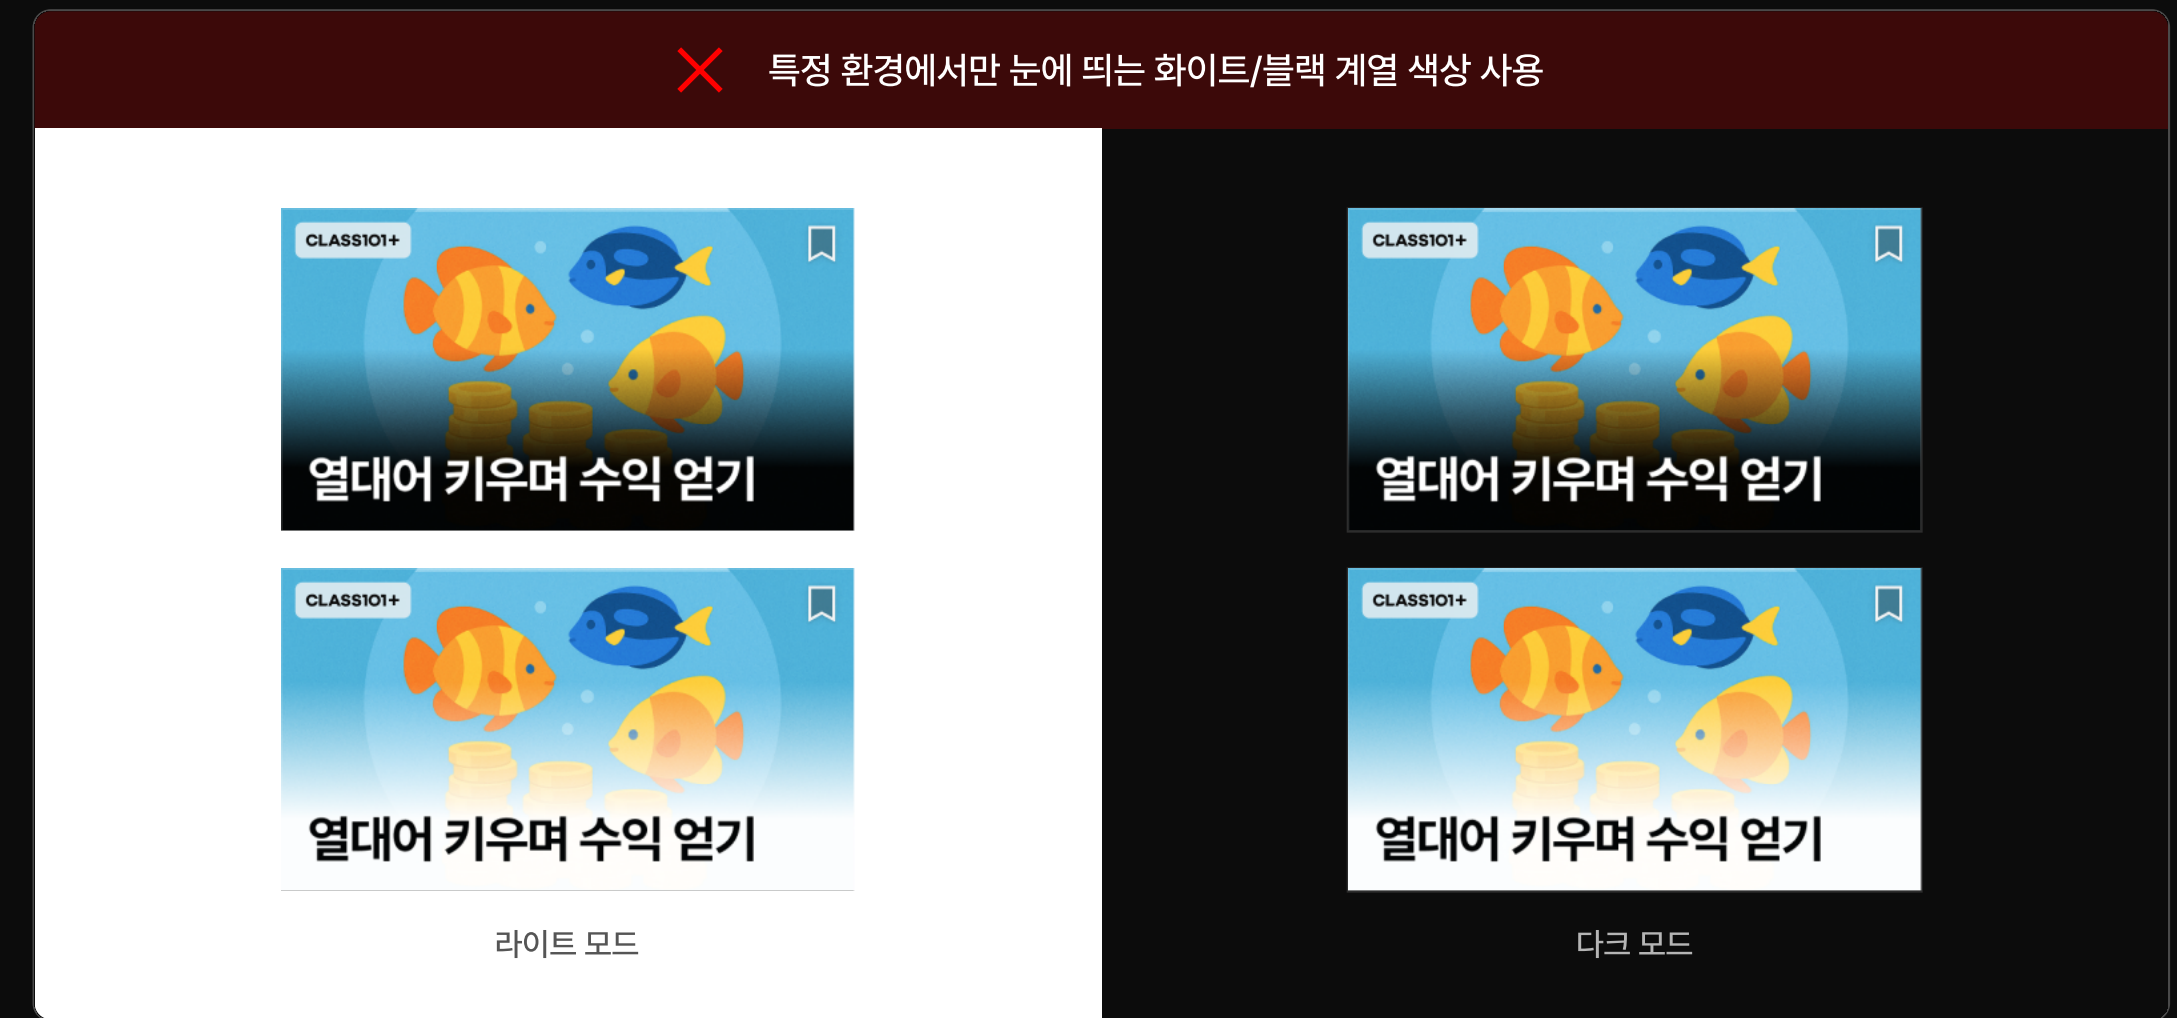 특정 환경에서만 눈에 띄는 화이트/블랙 계열 색상 사용
CLASS101+
열대어 키우며 수익 얻기
CLASS101+
열대어 키우며 수익 얻기
라이트 모드
CLASS101+
열대어 키우며 수익 얻기
CLASS101+
열대어 키우며 수익 얻기
다크 모드